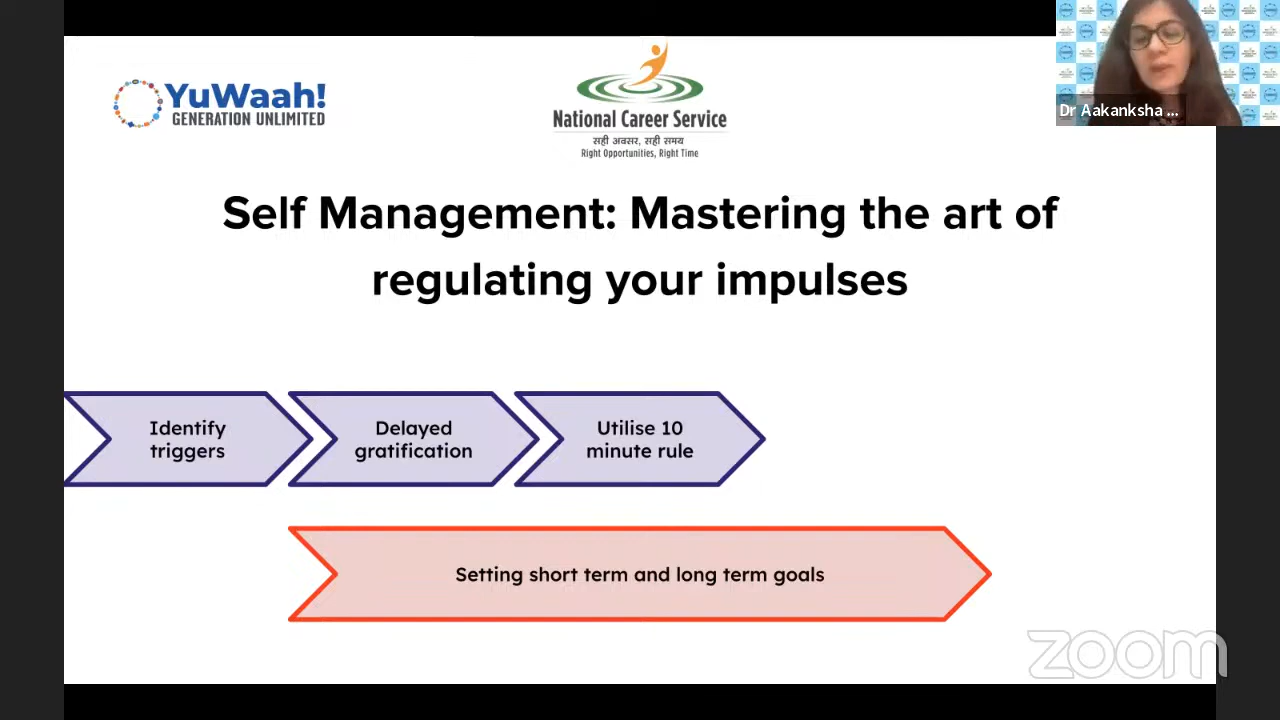 YuWaah!
GENERATION UNLIMITED
National Career Service
सही अवसर, सही समय
Right Opportunities, Right Time
Dr Aakanksha ...
Self Management: Mastering the art of
regulating your impulses
Identify
triggers
Delayed
gratification
Utilise 10
minute rule
Setting short term and long term goals
zoom